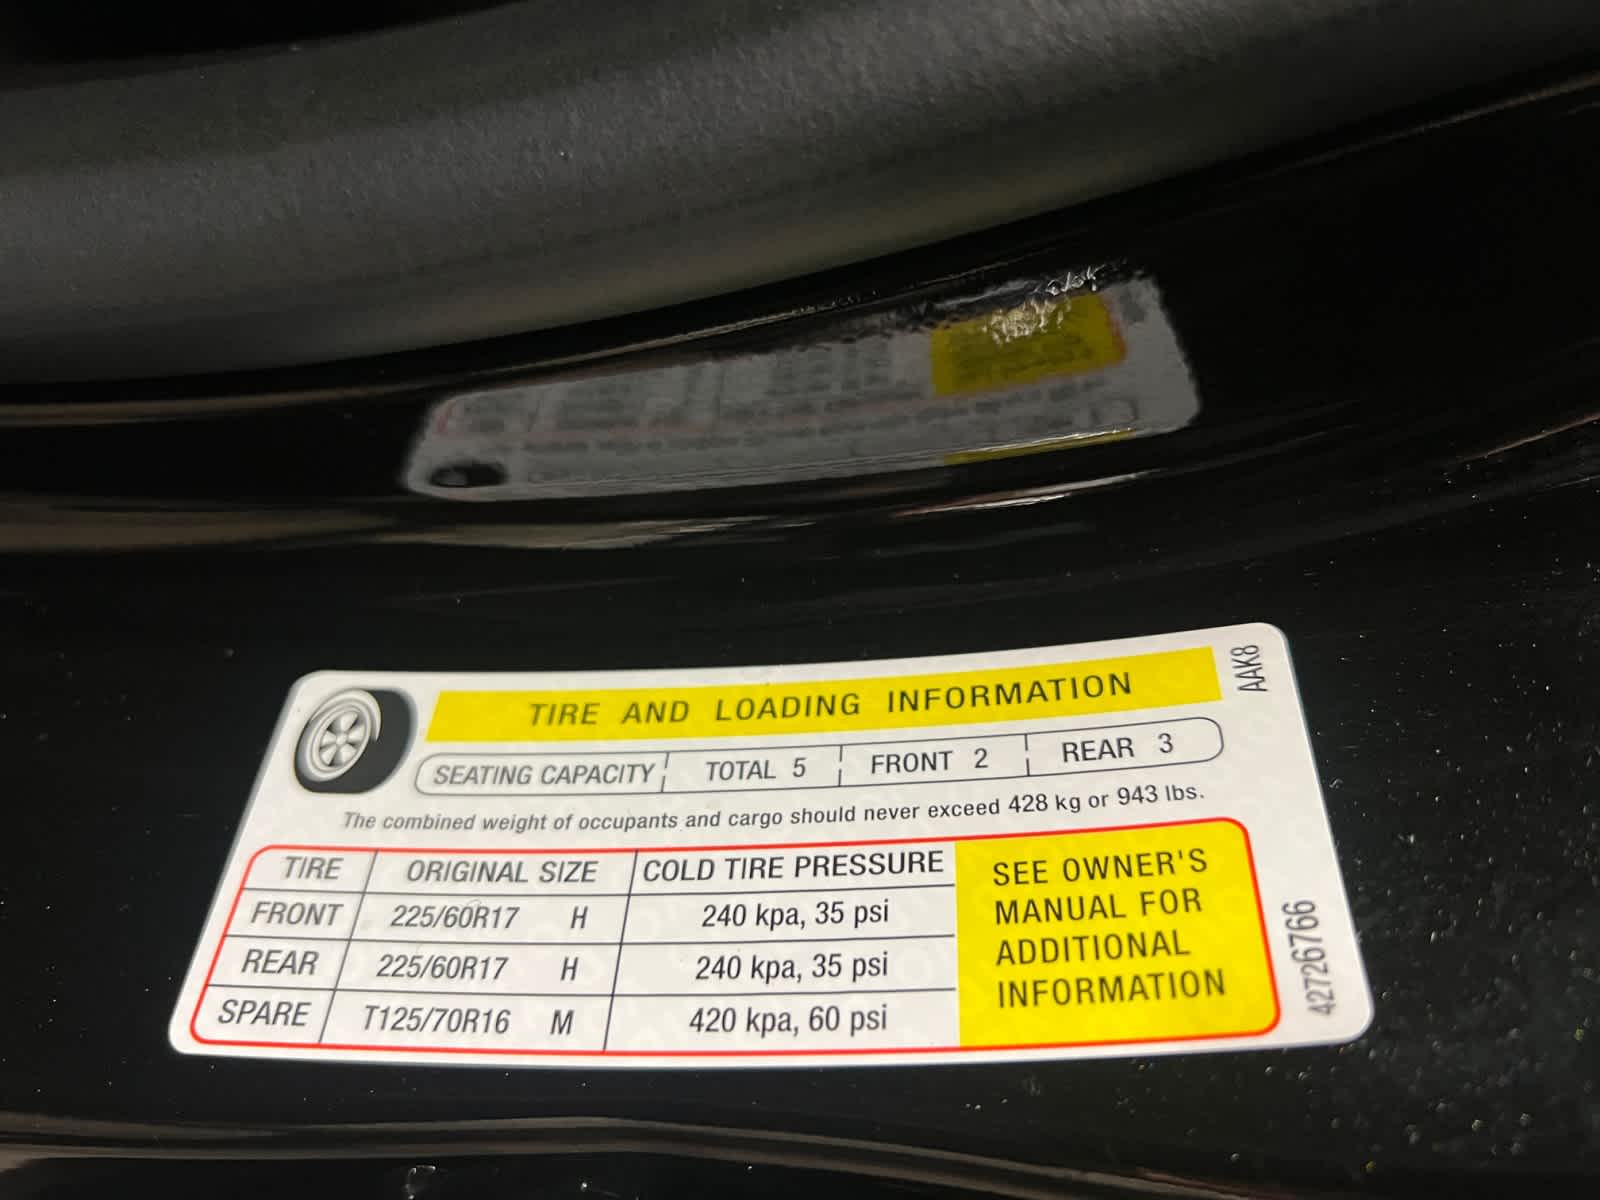 TIRE AND LOADING INFORMATION
AAK8
SEATING CAPACITY TOTAL 5 FRONT 2 REAR 3
The combined weight of occupants and cargo should never exceed 428 kg or 943 lbs.
TIRE ORIGINAL SIZE COLD TIRE PRESSURE
FRONT 225/60R17 H 240 kpa, 35 psi
REAR 225/60R17 H 240 kpa, 35 psi
SPARE T125/70R16 M 420 kpa, 60 psi
SEE OWNER'S
MANUAL FOR
ADDITIONAL
INFORMATION
42726766